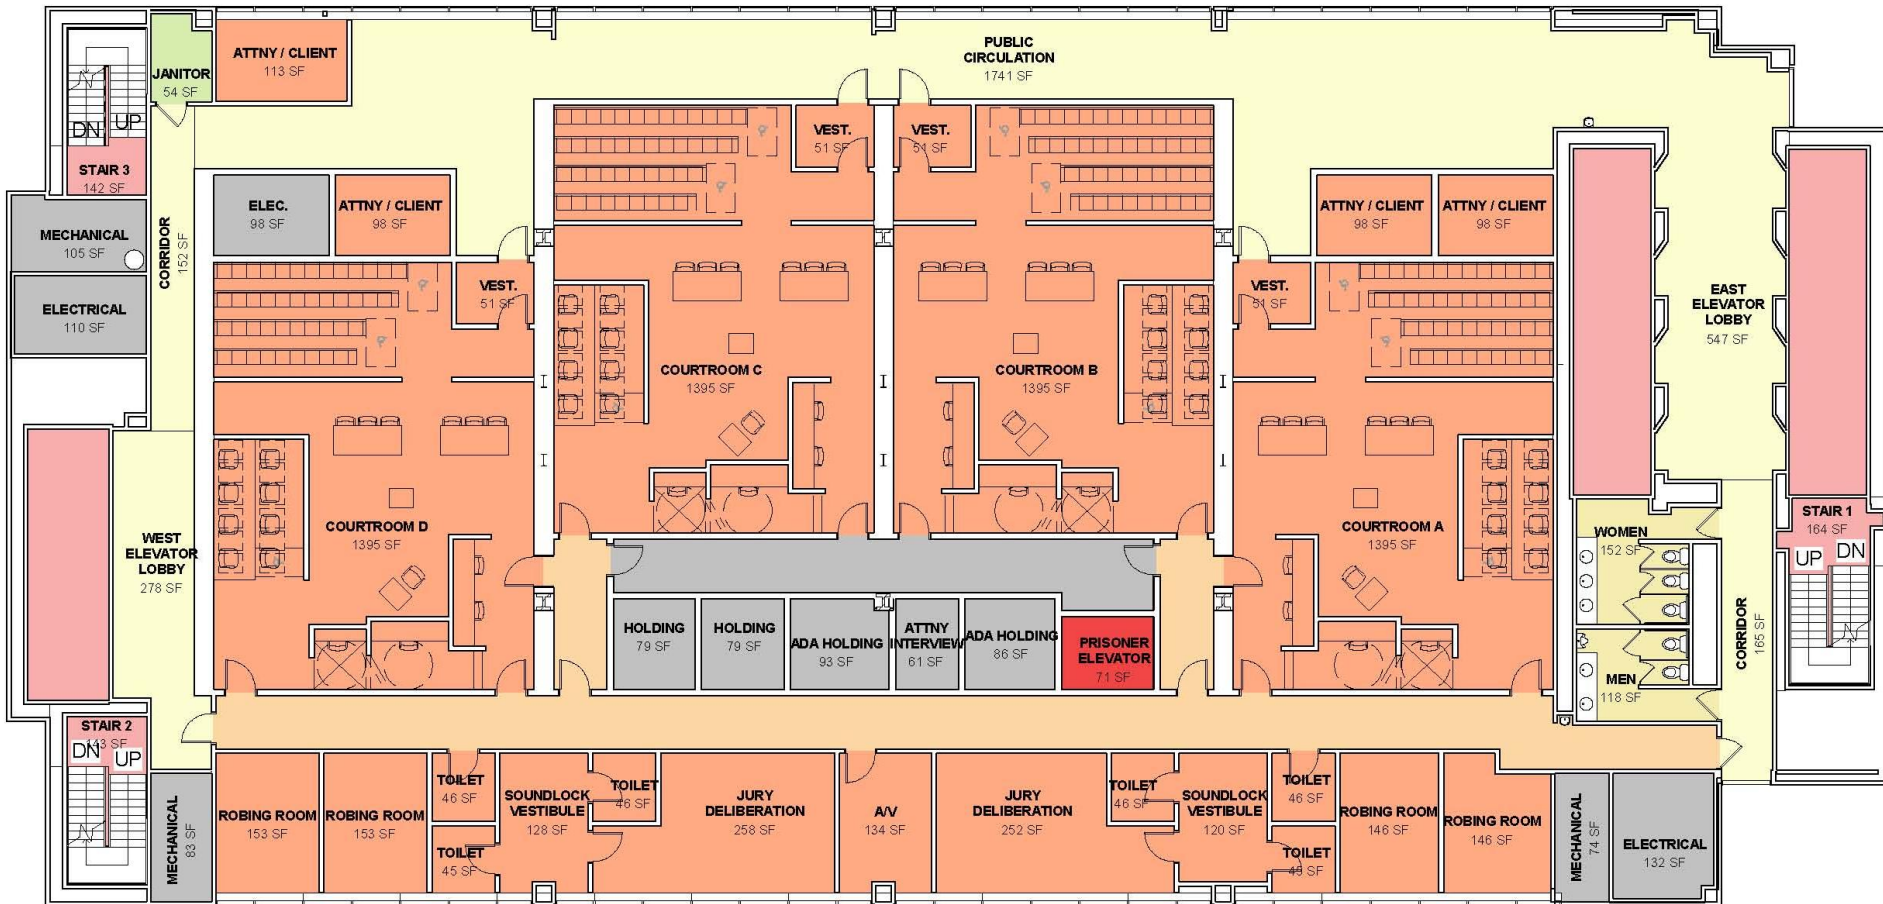 PUBLIC
CIRCULATION
1741 SF
JANITOR
54 SF
ATTNY / CLIENT
113 SF
DN
UP
STAIR 3
142 SF
VEST.
51 SF
VEST.
51 SF
MECHANICAL
105 SF
CORRIDOR
152 SF
ELEC.
98 SF
ATTNY / CLIENT
98 SF
ATTNY / CLIENT
98 SF
ATTNY / CLIENT
98 SF
ELECTRICAL
110 SF
VEST.
51 SF
VEST.
51 SF
EAST
ELEVATOR
LOBBY
547 SF
COURTROOM C
1395 SF
COURTROOM B
1395 SF
COURTROOM D
1395 SF
COURTROOM A
1395 SF
WEST
ELEVATOR
LOBBY
278 SF
WOMEN
152 SF
STAIR 1
164 SF
UP
DN
HOLDING
79 SF
HOLDING
79 SF
ADA HOLDING
93 SF
ATTNY
INTERVIEW
61 SF
ADA HOLDING
86 SF
PRISONER
ELEVATOR
71 SF
MEN
118 SF
CORRIDOR
165 SF
STAIR 2
143 SF
DN
UP
MECHANICAL
83 SF
ROBING ROOM
153 SF
ROBING ROOM
153 SF
TOILET
46 SF
TOILET
45 SF
SOUNDLOCK
VESTIBULE
128 SF
TOILET
46 SF
JURY
DELIBERATION
258 SF
A/V
134 SF
JURY
DELIBERATION
252 SF
TOILET
46 SF
SOUNDLOCK
VESTIBULE
120 SF
TOILET
46 SF
TOILET
45 SF
ROBING ROOM
146 SF
ROBING ROOM
146 SF
MECHANICAL
74 SF
ELECTRICAL
132 SF